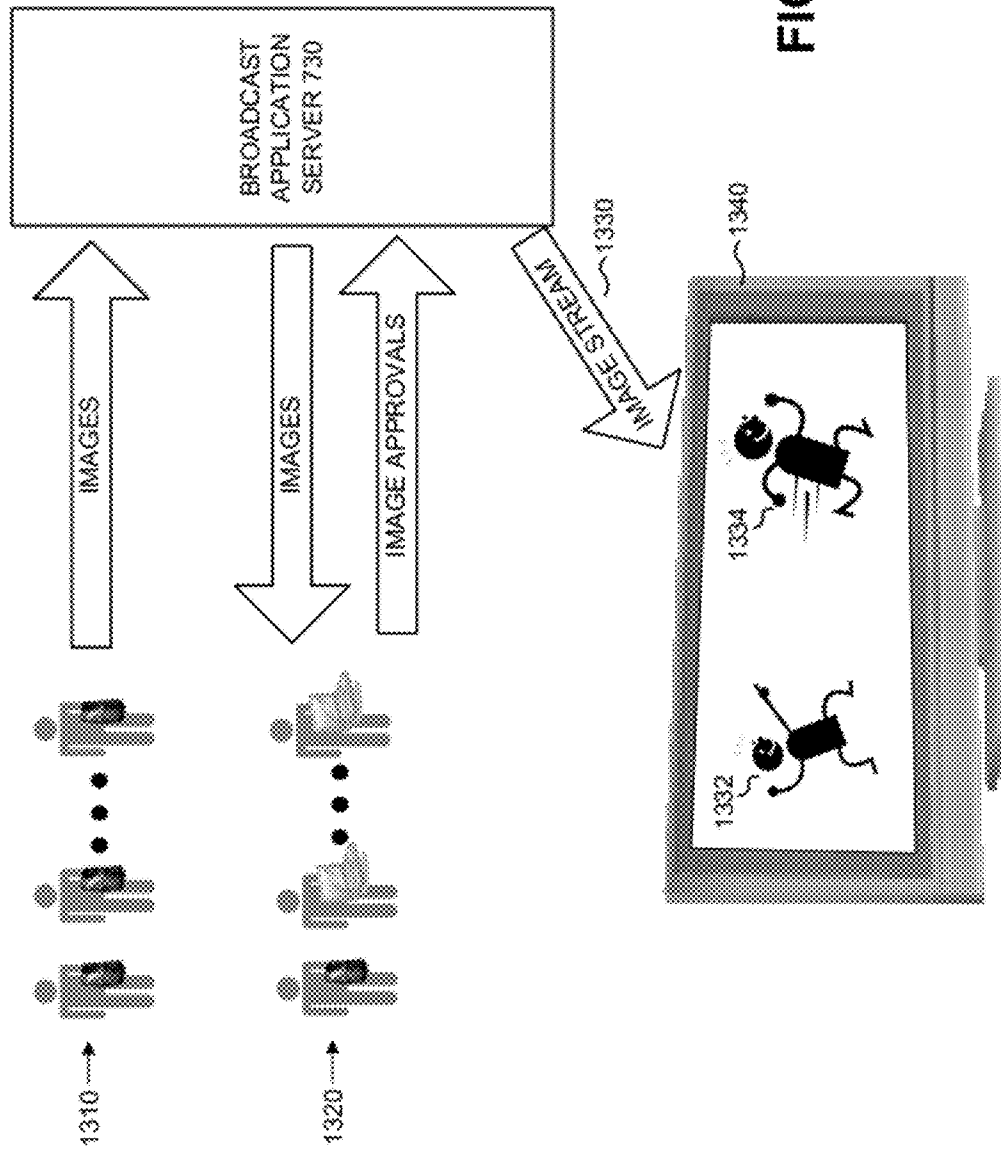 1310
IMAGES
BROADCAST
APPLICATION
SERVER 730
1320
IMAGES
IMAGE APPROVALS
IMAGE STREAM
1330
1332
1334
1340
FIG